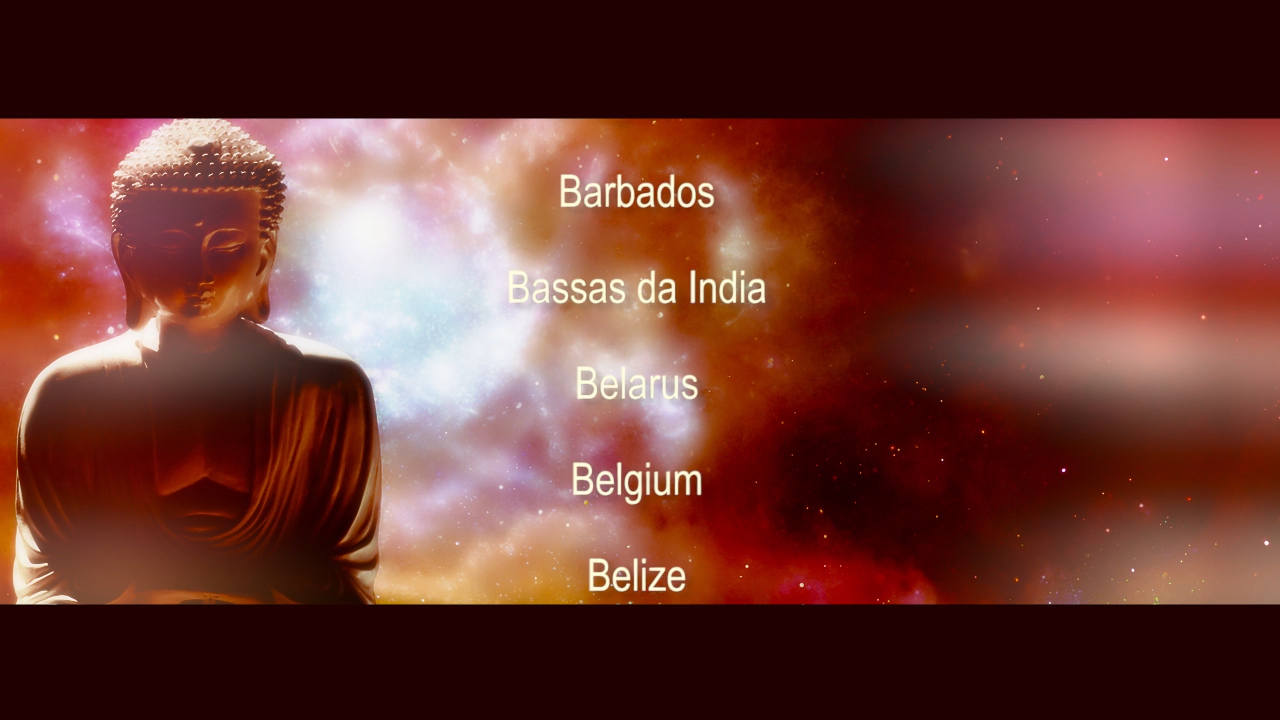 Barbados
Bassas da India
Belarus
Belgium
Belize